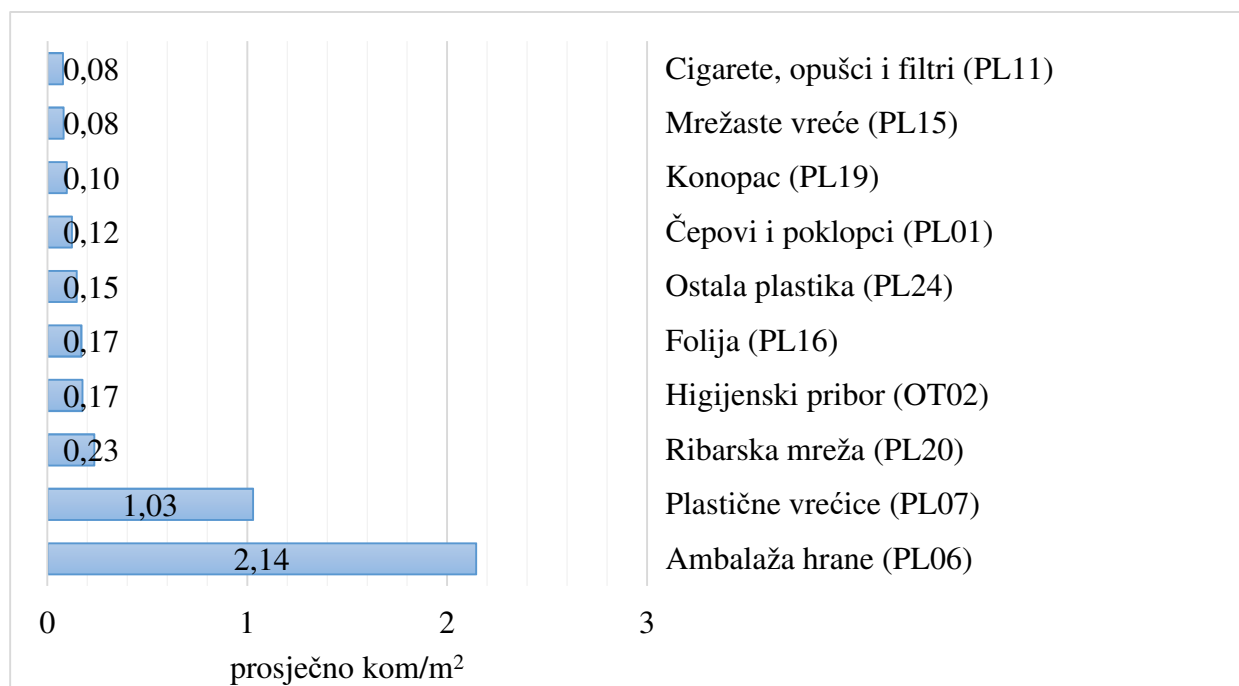 0,08 Cigarete, opušci i filtri (PL11)
0,08 Mrežaste vreće (PL15)
0,10 Konopac (PL19)
0,12 Čepovi i poklopci (PL01)
0,15 Ostala plastika (PL24)
0,17 Folija (PL16)
0,17 Higijenski pribor (OT02)
0,23 Ribarska mreža (PL20)
1,03 Plastične vrećice (PL07)
2,14 Ambalaža hrane (PL06)
0 1 2 3
prosječno kom/m²